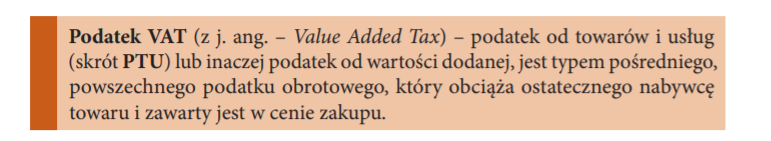 Podatek VAT (z j. ang. – Value Added Tax) – podatek od towarów i usług
(skrót PTU) lub inaczej podatek od wartości dodanej, jest typem pośredniego,
powszechnego podatku obrotowego, który obciąża ostatecznego nabywcę
towaru i zawarty jest w cenie zakupu.